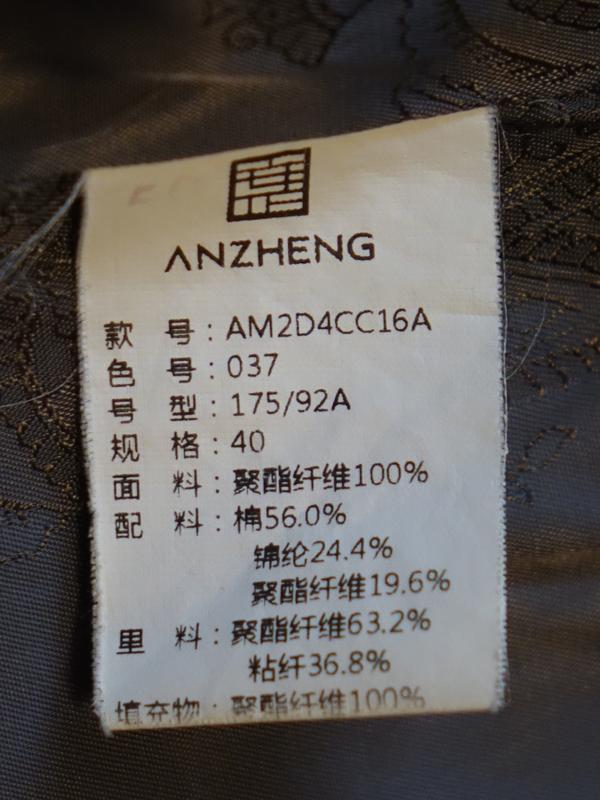 ANZHENG
款 号：AM2D4CC16A
色 号：037
号 型：175/92A
规 格：40
面 料：聚酯纤维100%
配 料：棉56.0%
锦纶24.4%
聚酯纤维19.6%
里 料：聚酯纤维63.2%
粘纤36.8%
填充物：聚酯纤维100%